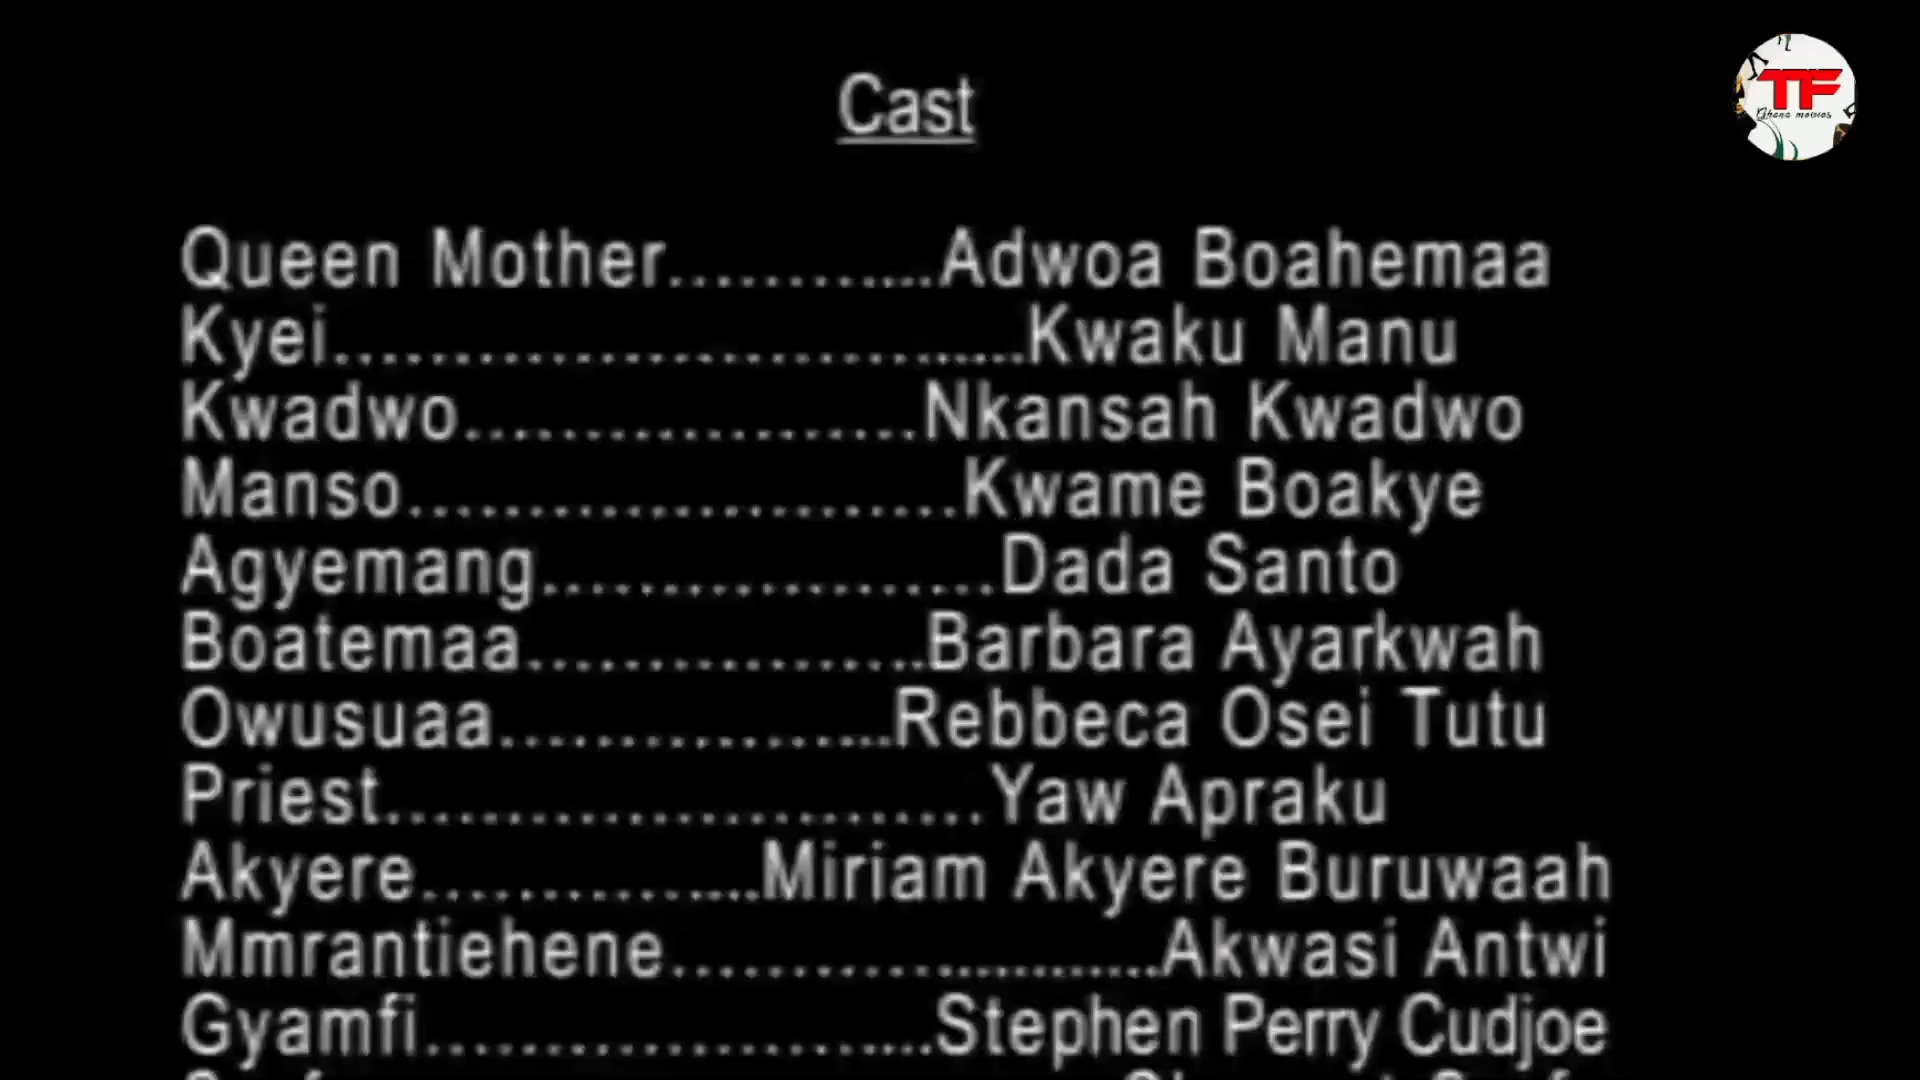 Cast
TF
Ghana movies
Queen Mother.............Adwoa Boahemaa
Kyei...............................Kwaku Manu
Kwadwo...................Nkansah Kwadwo
Manso.......................Kwame Boakye
Agyemang...................Dada Santo
Boatemaa.................Barbara Ayarkwah
Owusuaa.................Rebbeca Osei Tutu
Priest.........................Yaw Apraku
Akyere...............Miriam Akyere Buruwaah
Mmrantiehene.......................Akwasi Antwi
Gyamfi......................Stephen Perry Cudjoe